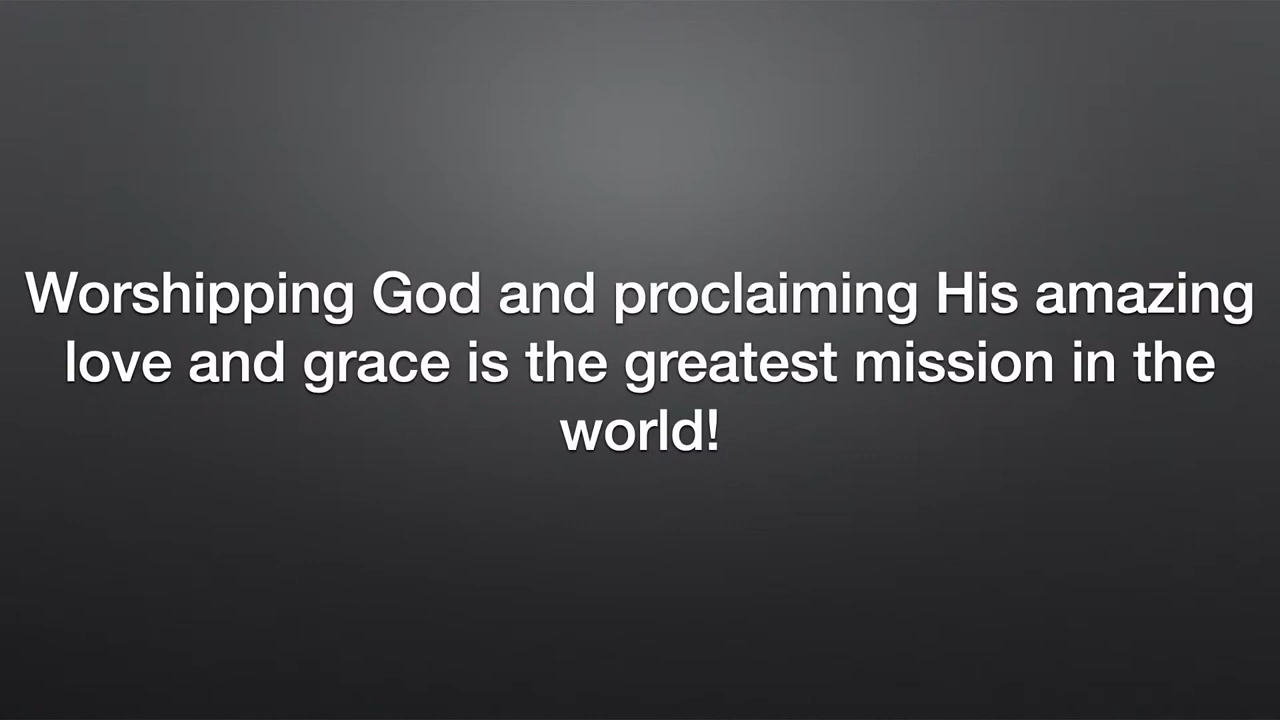 Worshipping God and proclaiming His amazing
love and grace is the greatest mission in the
world!